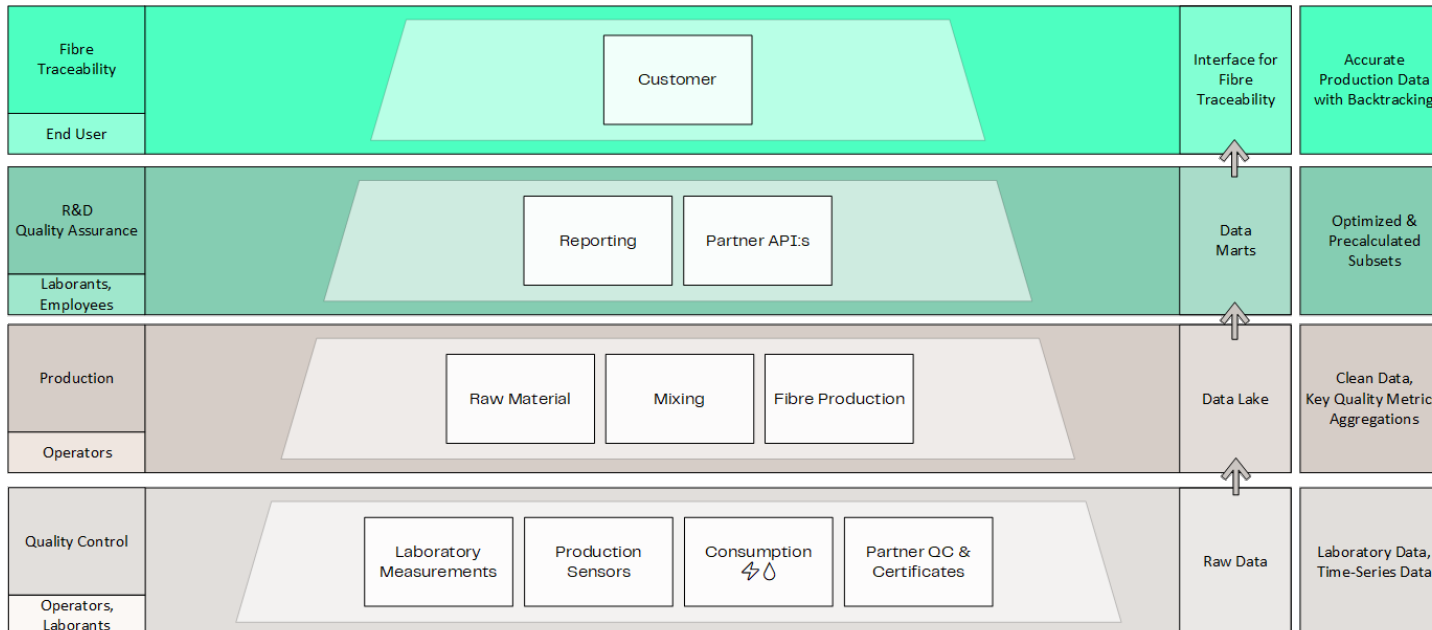 Fibre
Traceability
End User
Customer
Interface for
Fibre
Traceability
Accurate
Production Data
with Backtracking
R&D
Quality Assurance
Laborants,
Employees
Reporting
Partner API:s
Data
Marts
Optimized &
Precalculated
Subsets
Production
Operators
Raw Material
Mixing
Fibre Production
Data Lake
Clean Data,
Key Quality Metric
Aggregations
Quality Control
Operators,
Laborants
Laboratory
Measurements
Production
Sensors
Consumption
Partner QC &
Certificates
Raw Data
Laboratory Data,
Time-Series Data